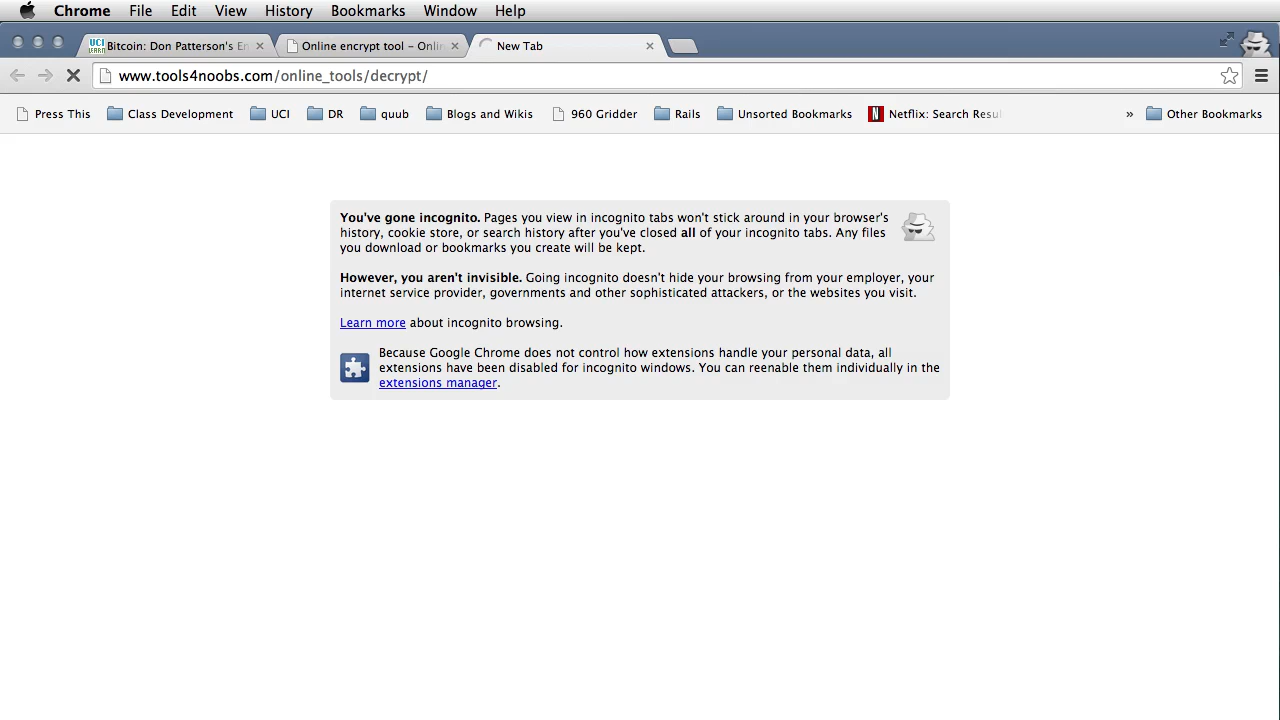 Chrome File Edit View History Bookmarks Window Help
UCI LEARN Bitcoin: Don Patterson's En Online encrypt tool – Onlin New Tab
www.tools4noobs.com/online_tools/decrypt/
Press This Class Development UCI DR quub Blogs and Wikis 960 Gridder Rails Unsorted Bookmarks N Netflix: Search Resul » Other Bookmarks
You've gone incognito. Pages you view in incognito tabs won't stick around in your browser's
history, cookie store, or search history after you've closed all of your incognito tabs. Any files
you download or bookmarks you create will be kept.
However, you aren't invisible. Going incognito doesn't hide your browsing from your employer, your
internet service provider, governments and other sophisticated attackers, or the websites you visit.
Learn more about incognito browsing.
Because Google Chrome does not control how extensions handle your personal data, all
extensions have been disabled for incognito windows. You can reenable them individually in the
extensions manager.